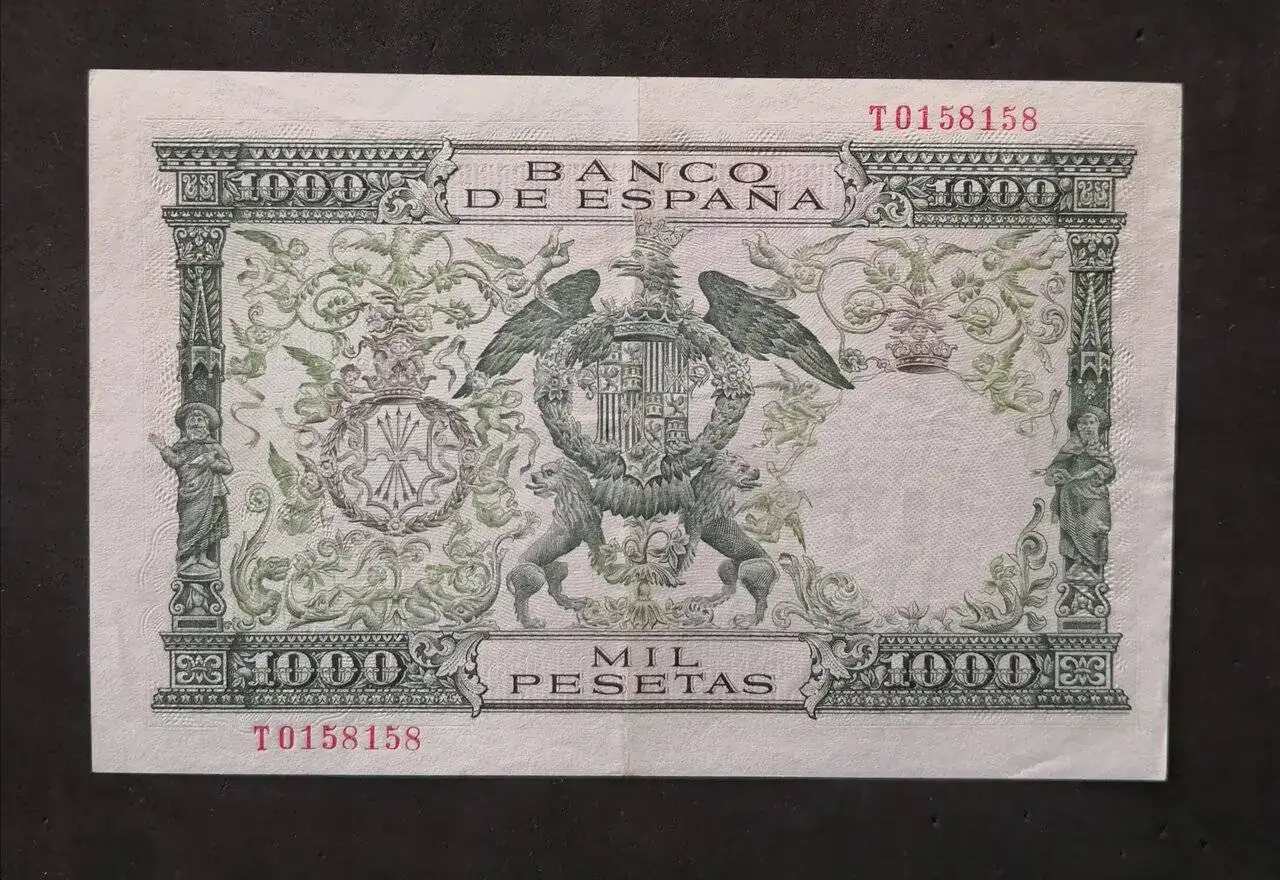 T0158158
1000 BANCO 1000
DE ESPAÑA
MIL
1000 PESETAS 1000
T0158158